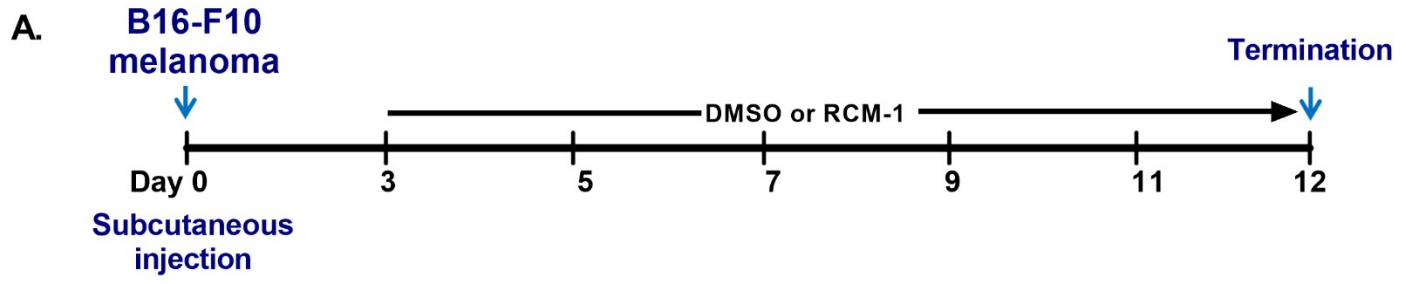 A.
B16-F10
melanoma
Termination
DMSO or RCM-1
Day 0 3 5 7 9 11 12
Subcutaneous
injection